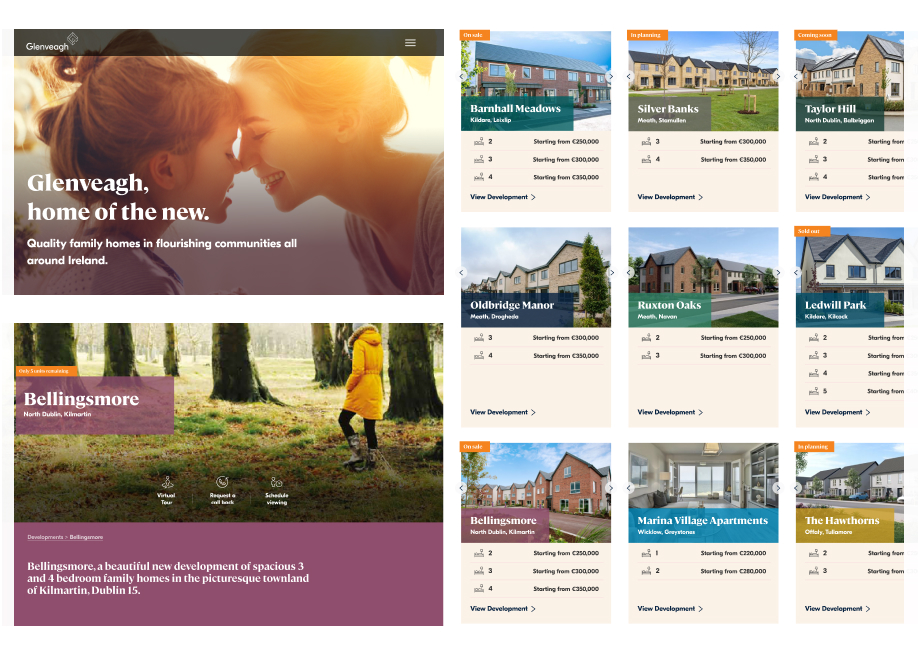 Glenveagh
Glenveagh,
home of the new.
Quality family homes in flourishing communities all
around Ireland.
Only 5 units remaining
Bellingsmore
North Dublin, Kilmartin
Virtual
Tour
Request a
call back
Schedule
viewing
Developments > Bellingsmore
Bellingsmore, a beautiful new development of spacious 3
and 4 bedroom family homes in the picturesque townland
of Kilmartin, Dublin 15.
On sale
Barnhall Meadows
Kildare, Leixlip
2 Starting from €250,000
3 Starting from €300,000
4 Starting from €350,000
View Development >
In planning
Silver Banks
Meath, Stamullen
3 Starting from €300,000
4 Starting from €350,000
View Development >
Coming soon
Taylor Hill
North Dublin, Balbriggan
2 Starting from
3 Starting from
4 Starting from
View Development >
Oldbridge Manor
Meath, Drogheda
3 Starting from €300,000
4 Starting from €350,000
View Development >
Ruxton Oaks
Meath, Navan
2 Starting from €250,000
3 Starting from €300,000
View Development >
Sold out
Ledwill Park
Kildare, Kilcock
2 Starting from
3 Starting from
4 Starting from
5 Starting from
View Development >
On sale
Bellingsmore
North Dublin, Kilmartin
2 Starting from €250,000
3 Starting from €300,000
4 Starting from €350,000
View Development >
Marina Village Apartments
Wicklow, Greystones
1 Starting from €220,000
2 Starting from €280,000
View Development >
In planning
The Hawthorns
Offaly, Tullamore
2 Starting from
3 Starting from
View Development >